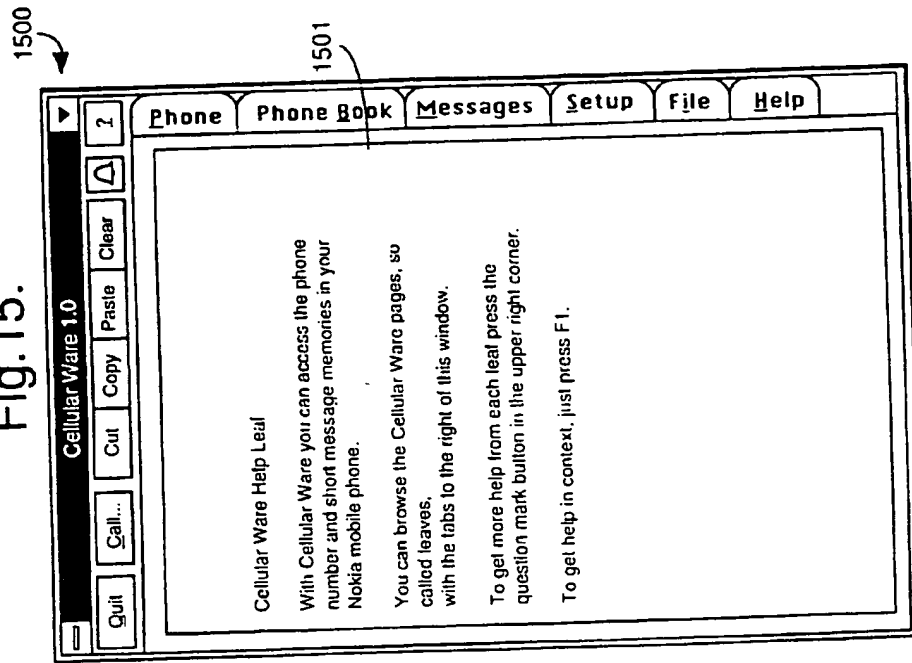 Fig.15.
1500
Cellular Ware 1.0
Quit Call... Cut Copy Paste Clear ?
Phone
Phone Book
Messages
Setup
File
Help
1501
Cellular Ware Help Leaf
With Cellular Ware you can access the phone
number and short message memories in your
Nokia mobile phone.
You can browse the Cellular Ware pages, so
called leaves,
with the tabs to the right of this window.
To get more help from each leaf press the
question mark button in the upper right corner.
To get help in context, just press F1.